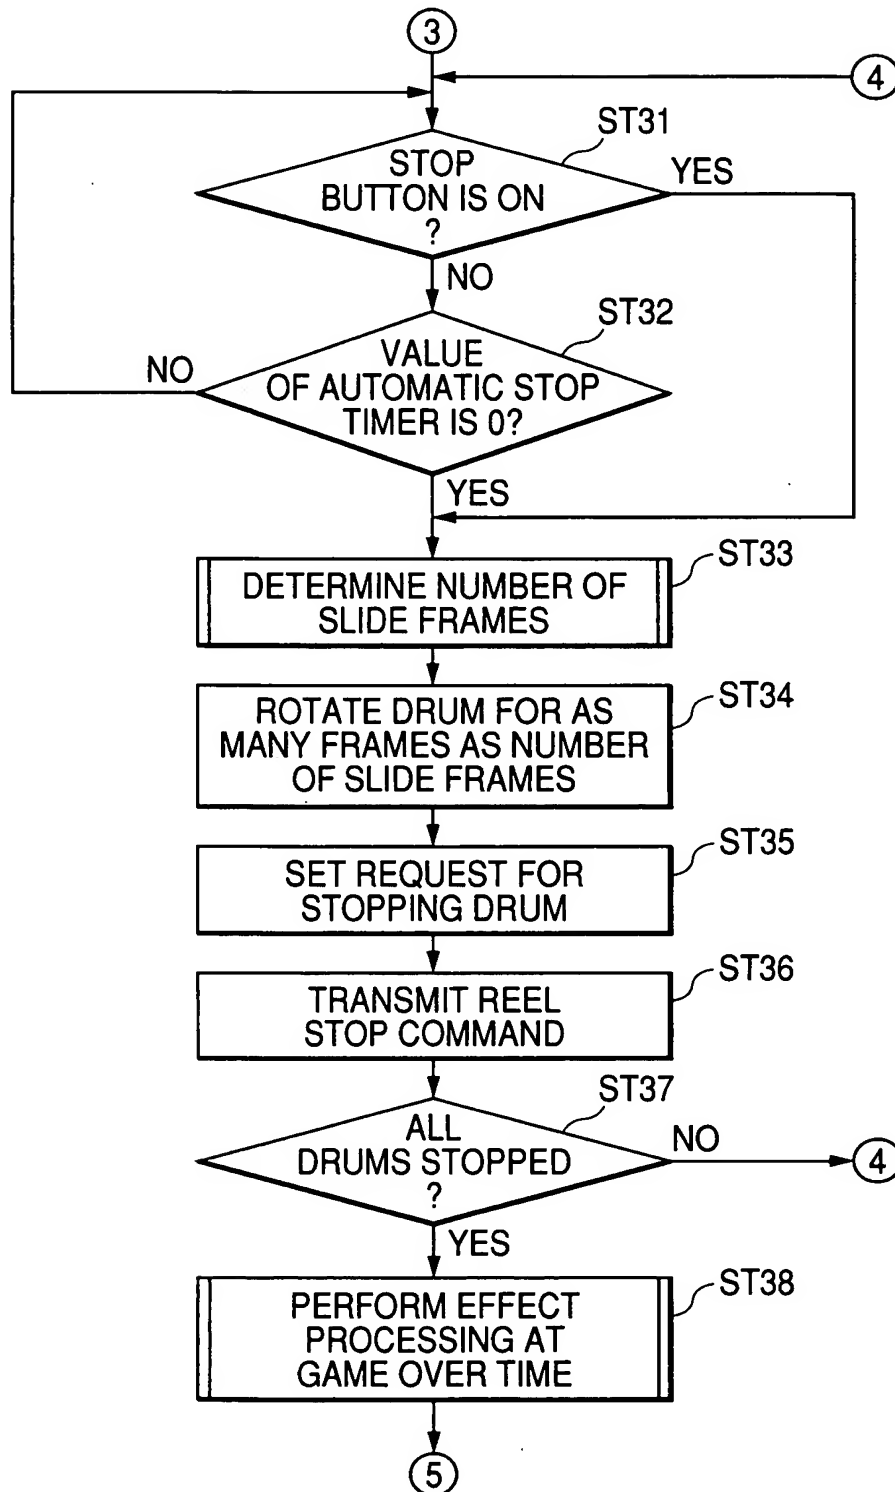 3
4
ST31
STOP
BUTTON IS ON
?
YES
NO
ST32
VALUE
OF AUTOMATIC STOP
TIMER IS 0?
NO
YES
ST33
DETERMINE NUMBER OF
SLIDE FRAMES
ST34
ROTATE DRUM FOR AS
MANY FRAMES AS NUMBER
OF SLIDE FRAMES
ST35
SET REQUEST FOR
STOPPING DRUM
ST36
TRANSMIT REEL
STOP COMMAND
ST37
ALL
DRUMS STOPPED
?
NO
4
YES
ST38
PERFORM EFFECT
PROCESSING AT
GAME OVER TIME
5